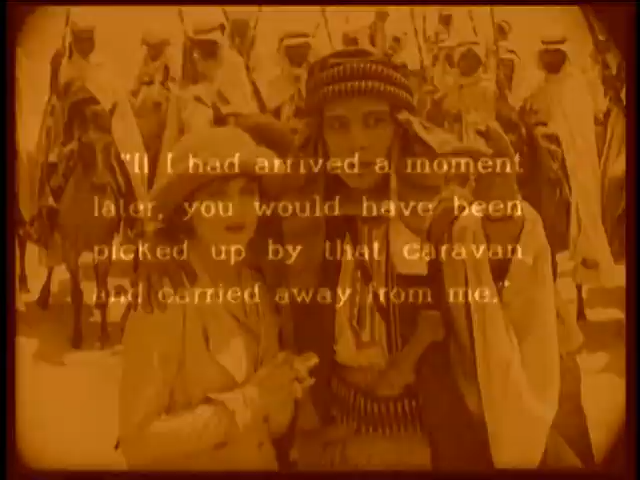 "If I had arrived a moment
later, you would have been
picked up by that caravan
and carried away from me."